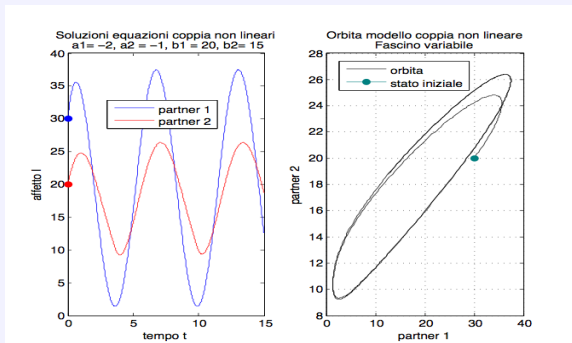 Soluzioni equazioni coppia non lineari
a1= −2, a2 = −1, b1 = 20, b2= 15
40
35
30
25
20
15
10
5
0
0
5
10
15
affetto l
tempo t
partner 1
partner 2
Orbita modello coppia non lineare
Fascino variabile
28
26
24
22
20
18
16
14
12
10
8
0
10
20
30
40
partner 2
partner 1
orbita
stato iniziale